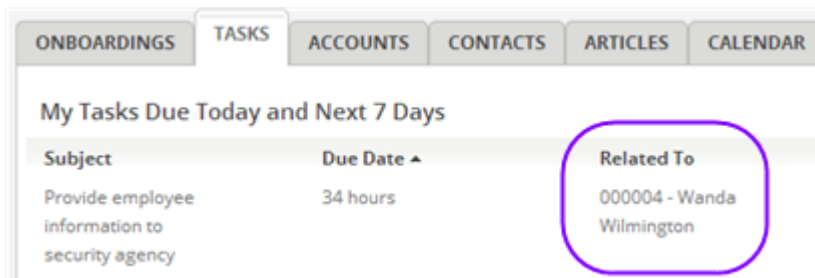 ONBOARDINGS TASKS ACCOUNTS CONTACTS ARTICLES CALENDAR
My Tasks Due Today and Next 7 Days
Subject Due Date ▲ Related To
Provide employee 34 hours 000004 - Wanda
information to Wilmington
security agency